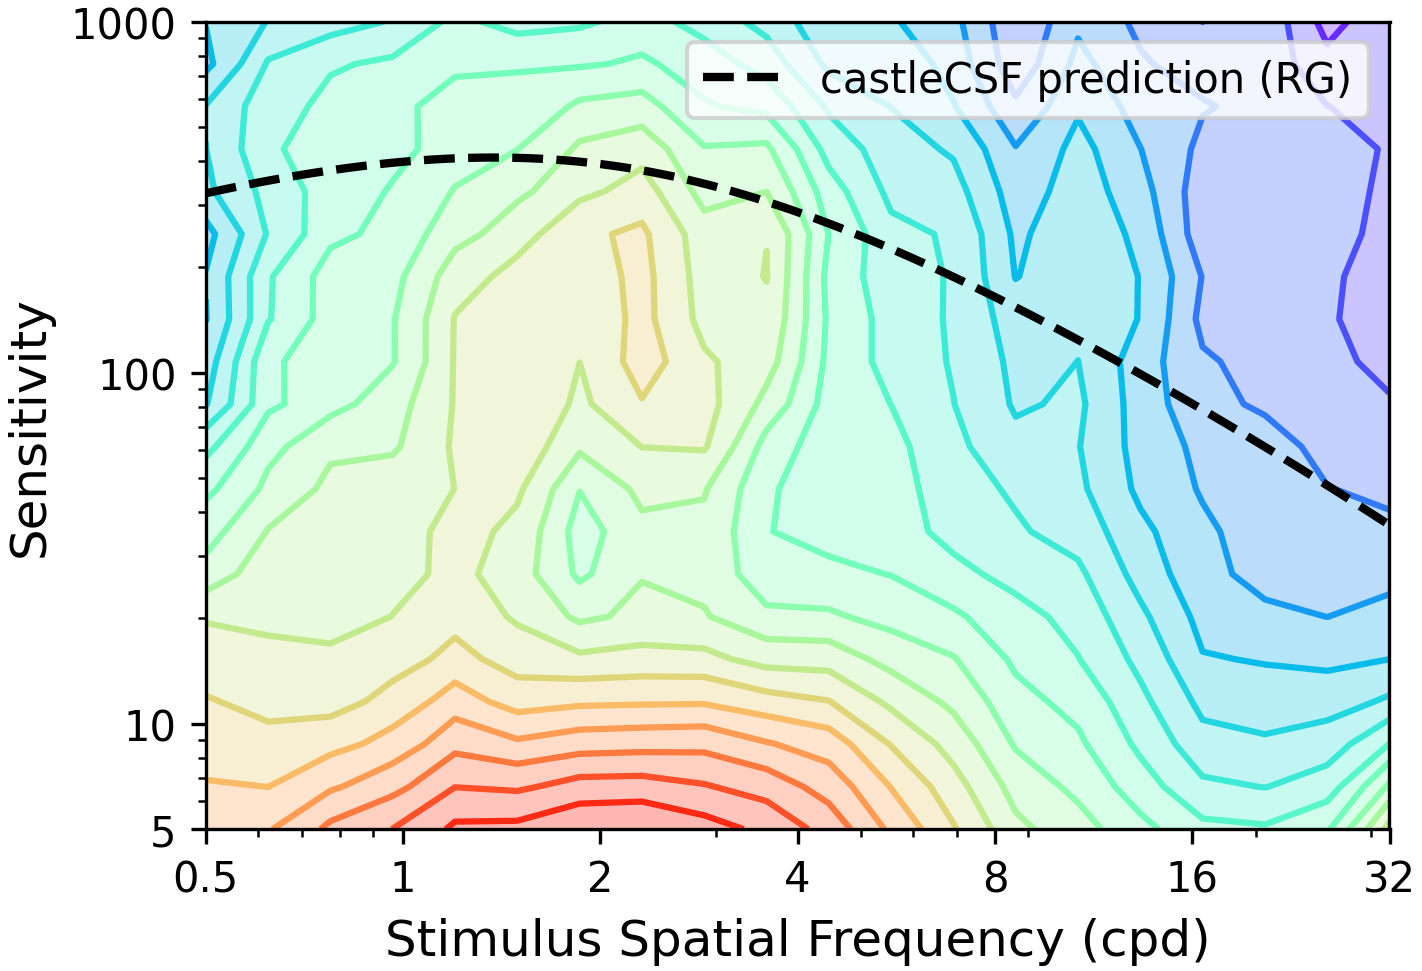 1000
100
10
5
Sensitivity
castleCSF prediction (RG)
0.5 1 2 4 8 16 32
Stimulus Spatial Frequency (cpd)